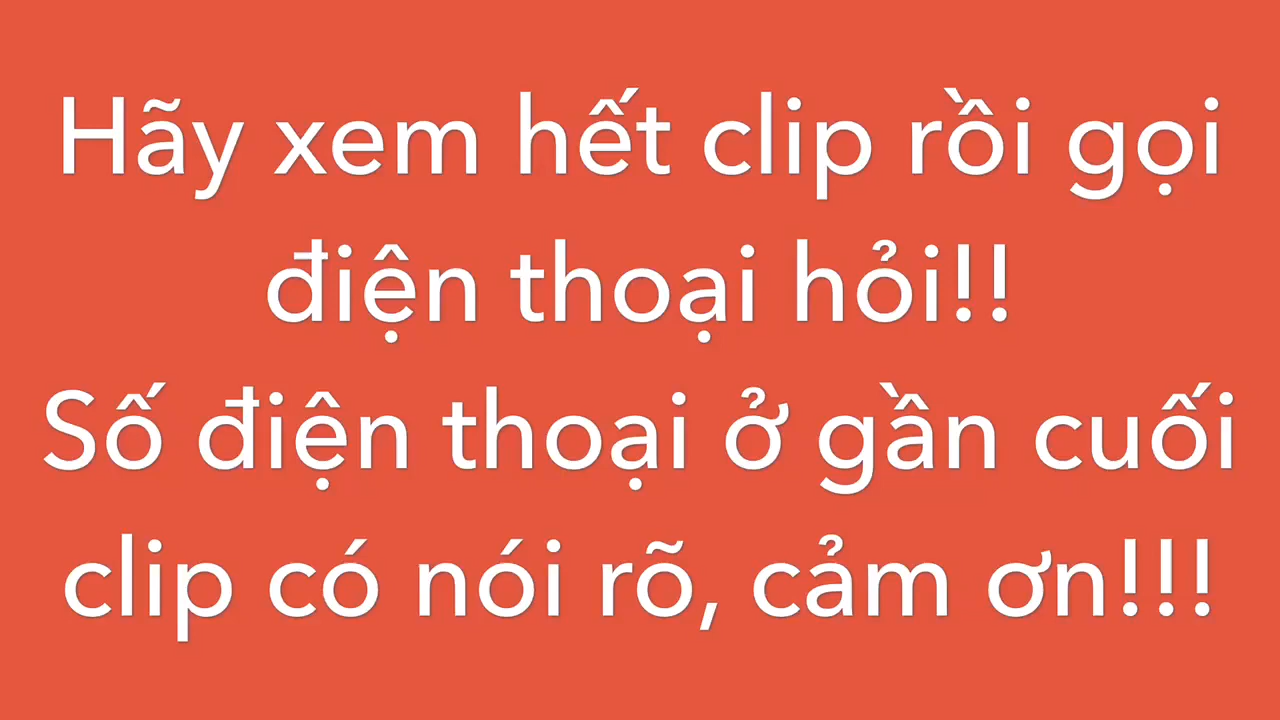 Hãy xem hết clip rồi gọi
điện thoại hỏi!!
Số điện thoại ở gần cuối
clip có nói rõ, cảm ơn!!!